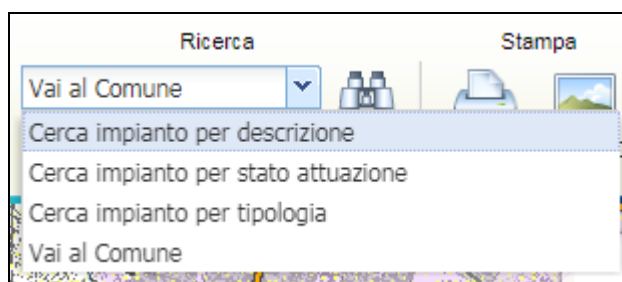 Ricerca
Stampa
Vai al Comune
Cerca impianto per descrizione
Cerca impianto per stato attuazione
Cerca impianto per tipologia
Vai al Comune